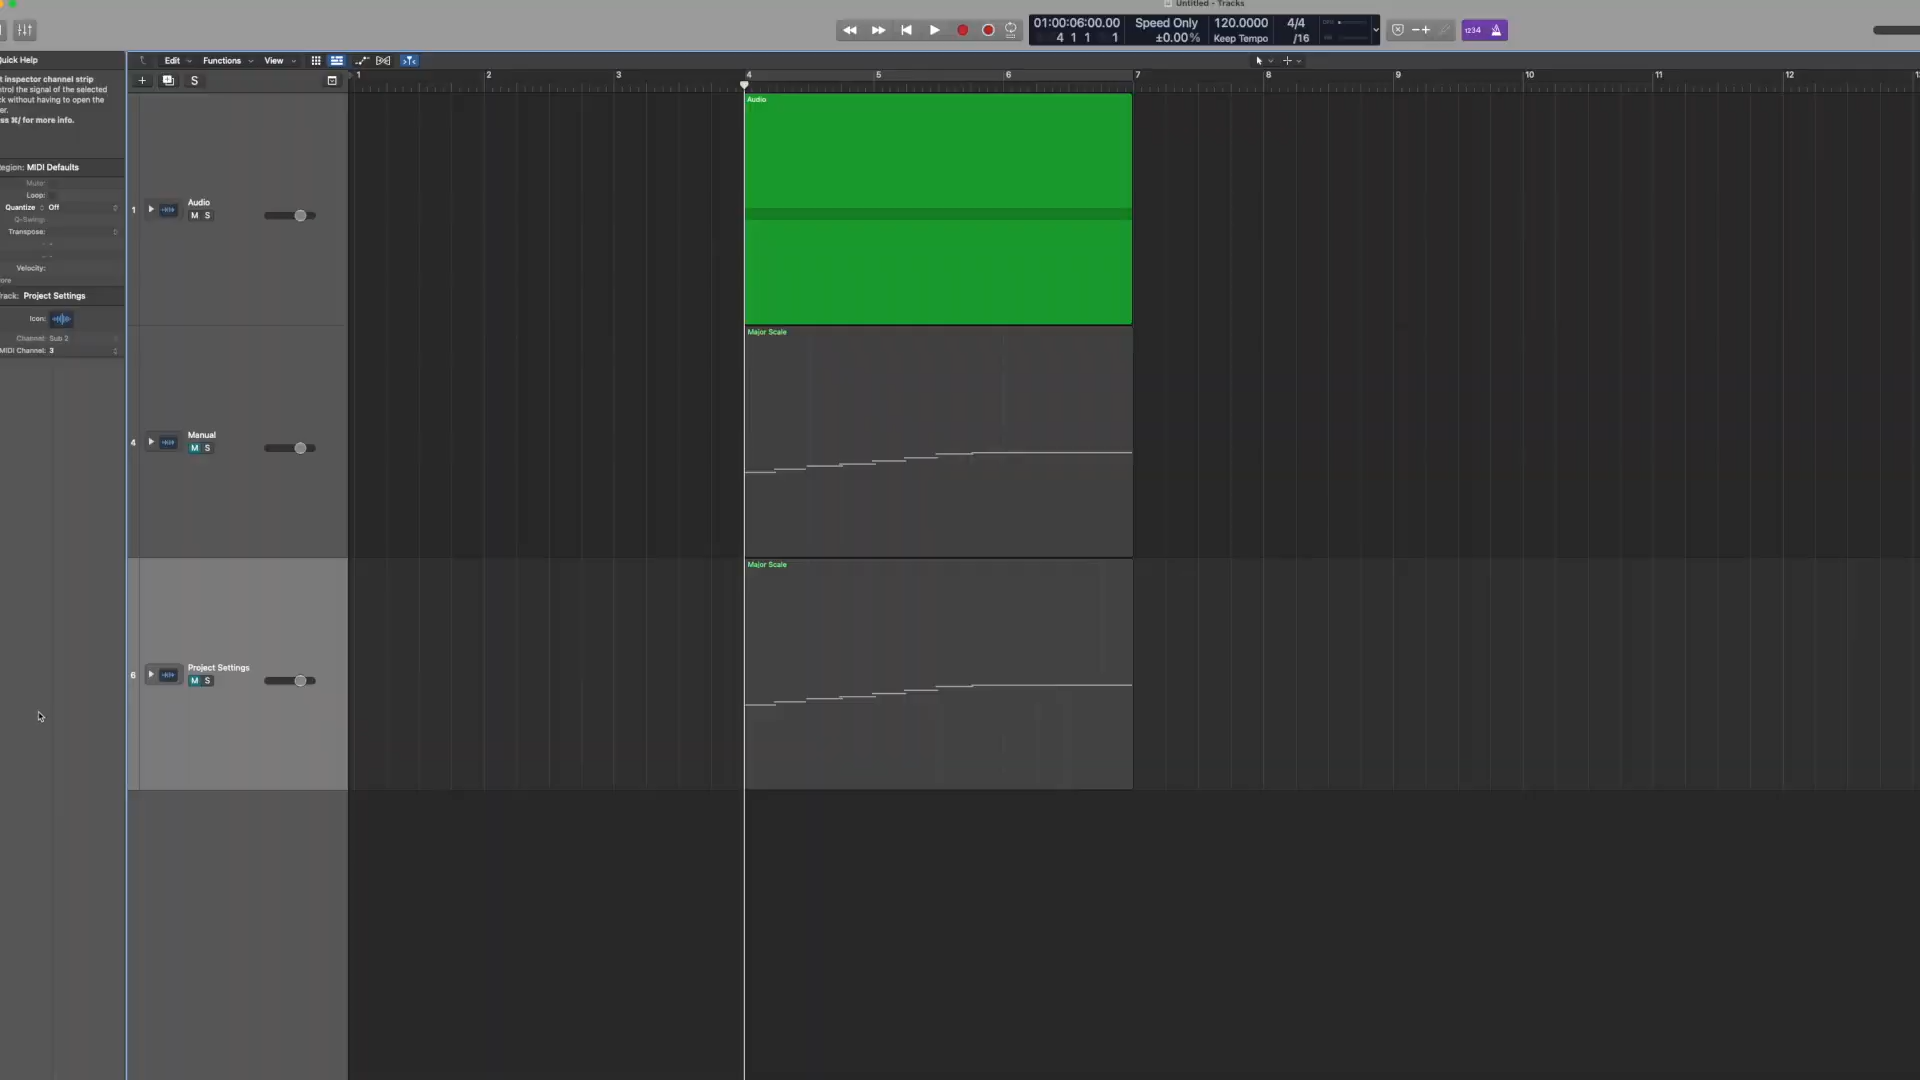 Untitled - Tracks
01:00:06:00.00
4 1 1 1
Speed Only
±0.00%
120.0000
Keep Tempo
4/4
/16
1234
Quick Help
t inspector channel strip
ntrol the signal of the selected
ck without having to open the
er.
ss ⌘/ for more info.
Edit
Functions
View
S
1 2 3 4 5 6 7 8 9 10 11 12
egion: MIDI Defaults
Mute:
Loop:
Quantize Off
Q-Swing:
Transpose:
Velocity:
ore
rack: Project Settings
Icon:
Channel: Sub 2
MIDI Channel: 3
1
Audio
M S
Audio
4
Manual
M S
Major Scale
6
Project Settings
M S
Major Scale